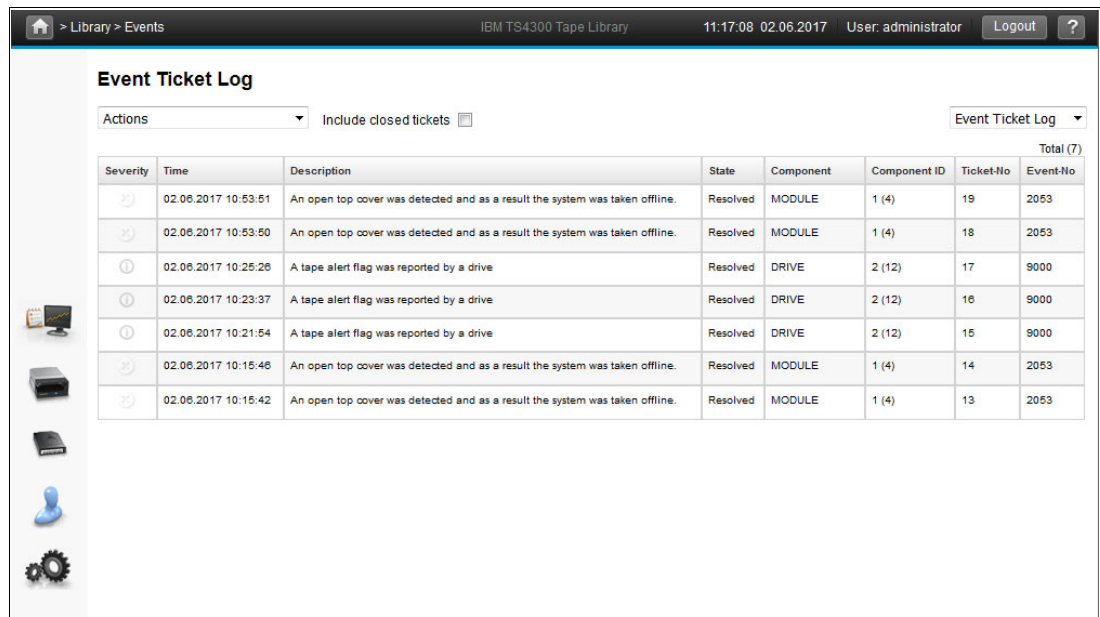 > Library > Events IBM TS4300 Tape Library 11:17:08 02.06.2017 User: administrator Logout ?
Event Ticket Log
Actions Include closed tickets Event Ticket Log
Total (7)
Severity Time Description State Component Component ID Ticket-No Event-No
02.06.2017 10:53:51 An open top cover was detected and as a result the system was taken offline. Resolved MODULE 1 (4) 19 2053
02.06.2017 10:53:50 An open top cover was detected and as a result the system was taken offline. Resolved MODULE 1 (4) 18 2053
02.06.2017 10:25:26 A tape alert flag was reported by a drive Resolved DRIVE 2 (12) 17 9000
02.06.2017 10:23:37 A tape alert flag was reported by a drive Resolved DRIVE 2 (12) 16 9000
02.06.2017 10:21:54 A tape alert flag was reported by a drive Resolved DRIVE 2 (12) 15 9000
02.06.2017 10:15:46 An open top cover was detected and as a result the system was taken offline. Resolved MODULE 1 (4) 14 2053
02.06.2017 10:15:42 An open top cover was detected and as a result the system was taken offline. Resolved MODULE 1 (4) 13 2053